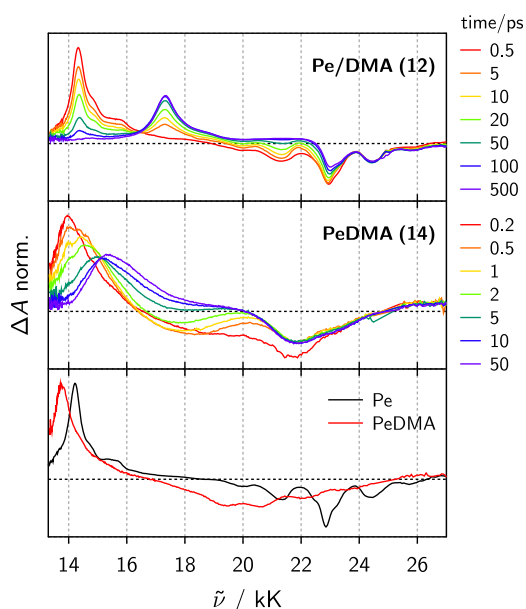 time/ps
Pe/DMA (12)
0.5
5
10
20
50
100
500
PeDMA (14)
0.2
0.5
1
2
5
10
50
ΔA norm.
Pe
PeDMA
14 16 18 20 22 24 26
ν̃ / kK